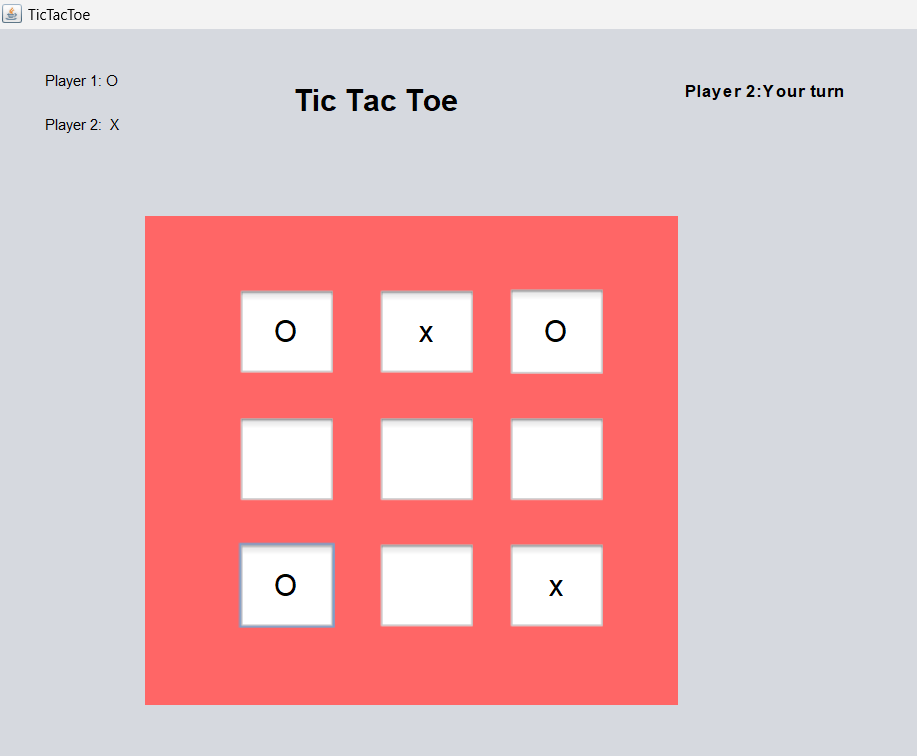 TicTacToe
Player 1: O
Tic Tac Toe
Player 2:Your turn
Player 2: X
O x O
O x